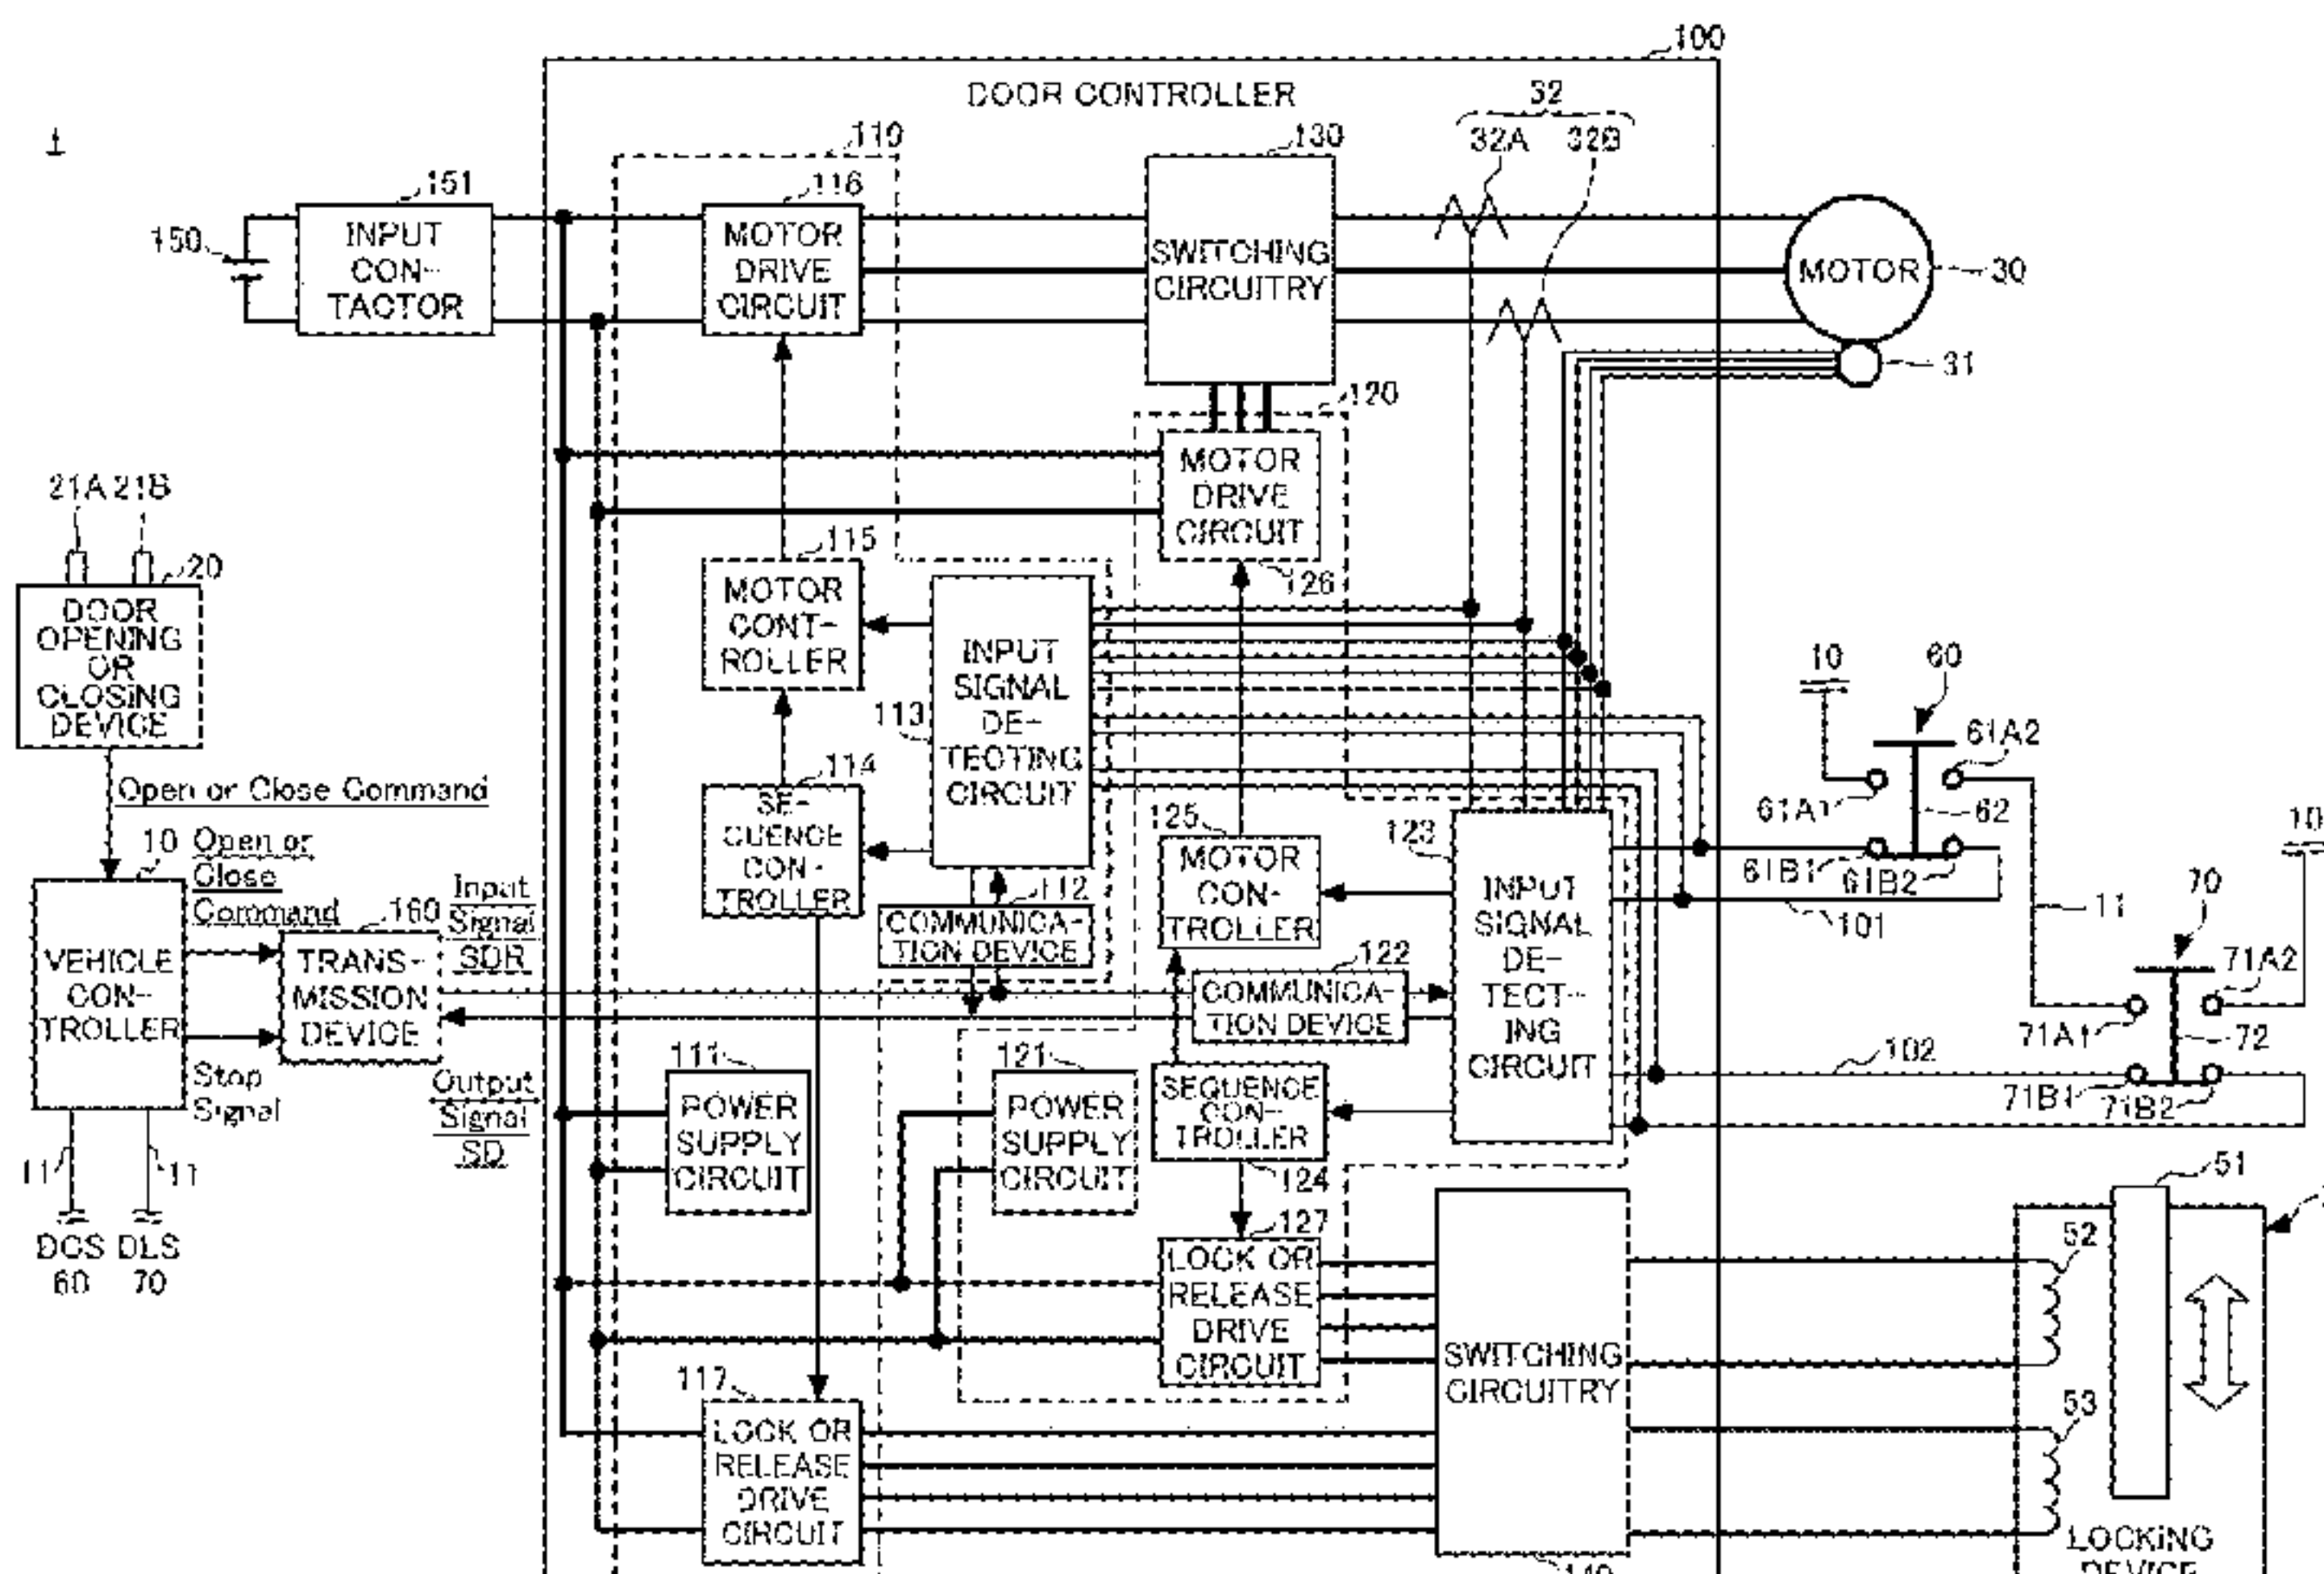 100
DOOR CONTROLLER
32
32A
32B
1
110
130
151
116
150
INPUT
CON-
TACTOR
MOTOR
DRIVE
CIRCUIT
SWITCHING
CIRCUITRY
MOTOR
30
31
120
MOTOR
DRIVE
CIRCUIT
126
21A 21B
20
DOOR
OPENING
OR
CLOSING
DEVICE
Open or Close Command
115
MOTOR
CONT-
ROLLER
INPUT
SIGNAL
DE-
TECTING
CIRCUIT
113
114
SE-
QUENCE
CON-
TROLLER
112
COMMUNICA-
TION DEVICE
10
60
61A2
61A1
62
61B1
61B2
10
70
11
101
71A2
71A1
72
102
71B1
71B2
125
MOTOR
CON-
TROLLER
123
INPUT
SIGNAL
DE-
TECT-
ING
CIRCUIT
122
COMMUNICA-
TION DEVICE
10
Open or
Close
Command
160
Input
Signal
SDR
VEHICLE
CON-
TROLLER
TRANS-
MISSION
DEVICE
Stop
Signal
Output
Signal
SD
11
11
DCS DLS
60 70
111
POWER
SUPPLY
CIRCUIT
121
POWER
SUPPLY
CIRCUIT
SEQUENCE
CON-
TROLLER
124
127
LOCK OR
RELEASE
DRIVE
CIRCUIT
117
LOCK OR
RELEASE
DRIVE
CIRCUIT
SWITCHING
CIRCUITRY
140
51
52
53
LOCKING
DEVICE